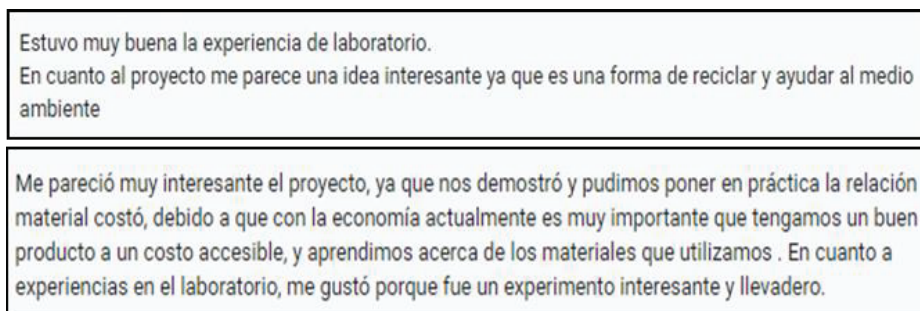 Estuvo muy buena la experiencia de laboratorio.
En cuanto al proyecto me parece una idea interesante ya que es una forma de reciclar y ayudar al medio
ambiente
Me pareció muy interesante el proyecto, ya que nos demostró y pudimos poner en práctica la relación
material costó, debido a que con la economía actualmente es muy importante que tengamos un buen
producto a un costo accesible, y aprendimos acerca de los materiales que utilizamos . En cuanto a
experiencias en el laboratorio, me gustó porque fue un experimento interesante y llevadero.